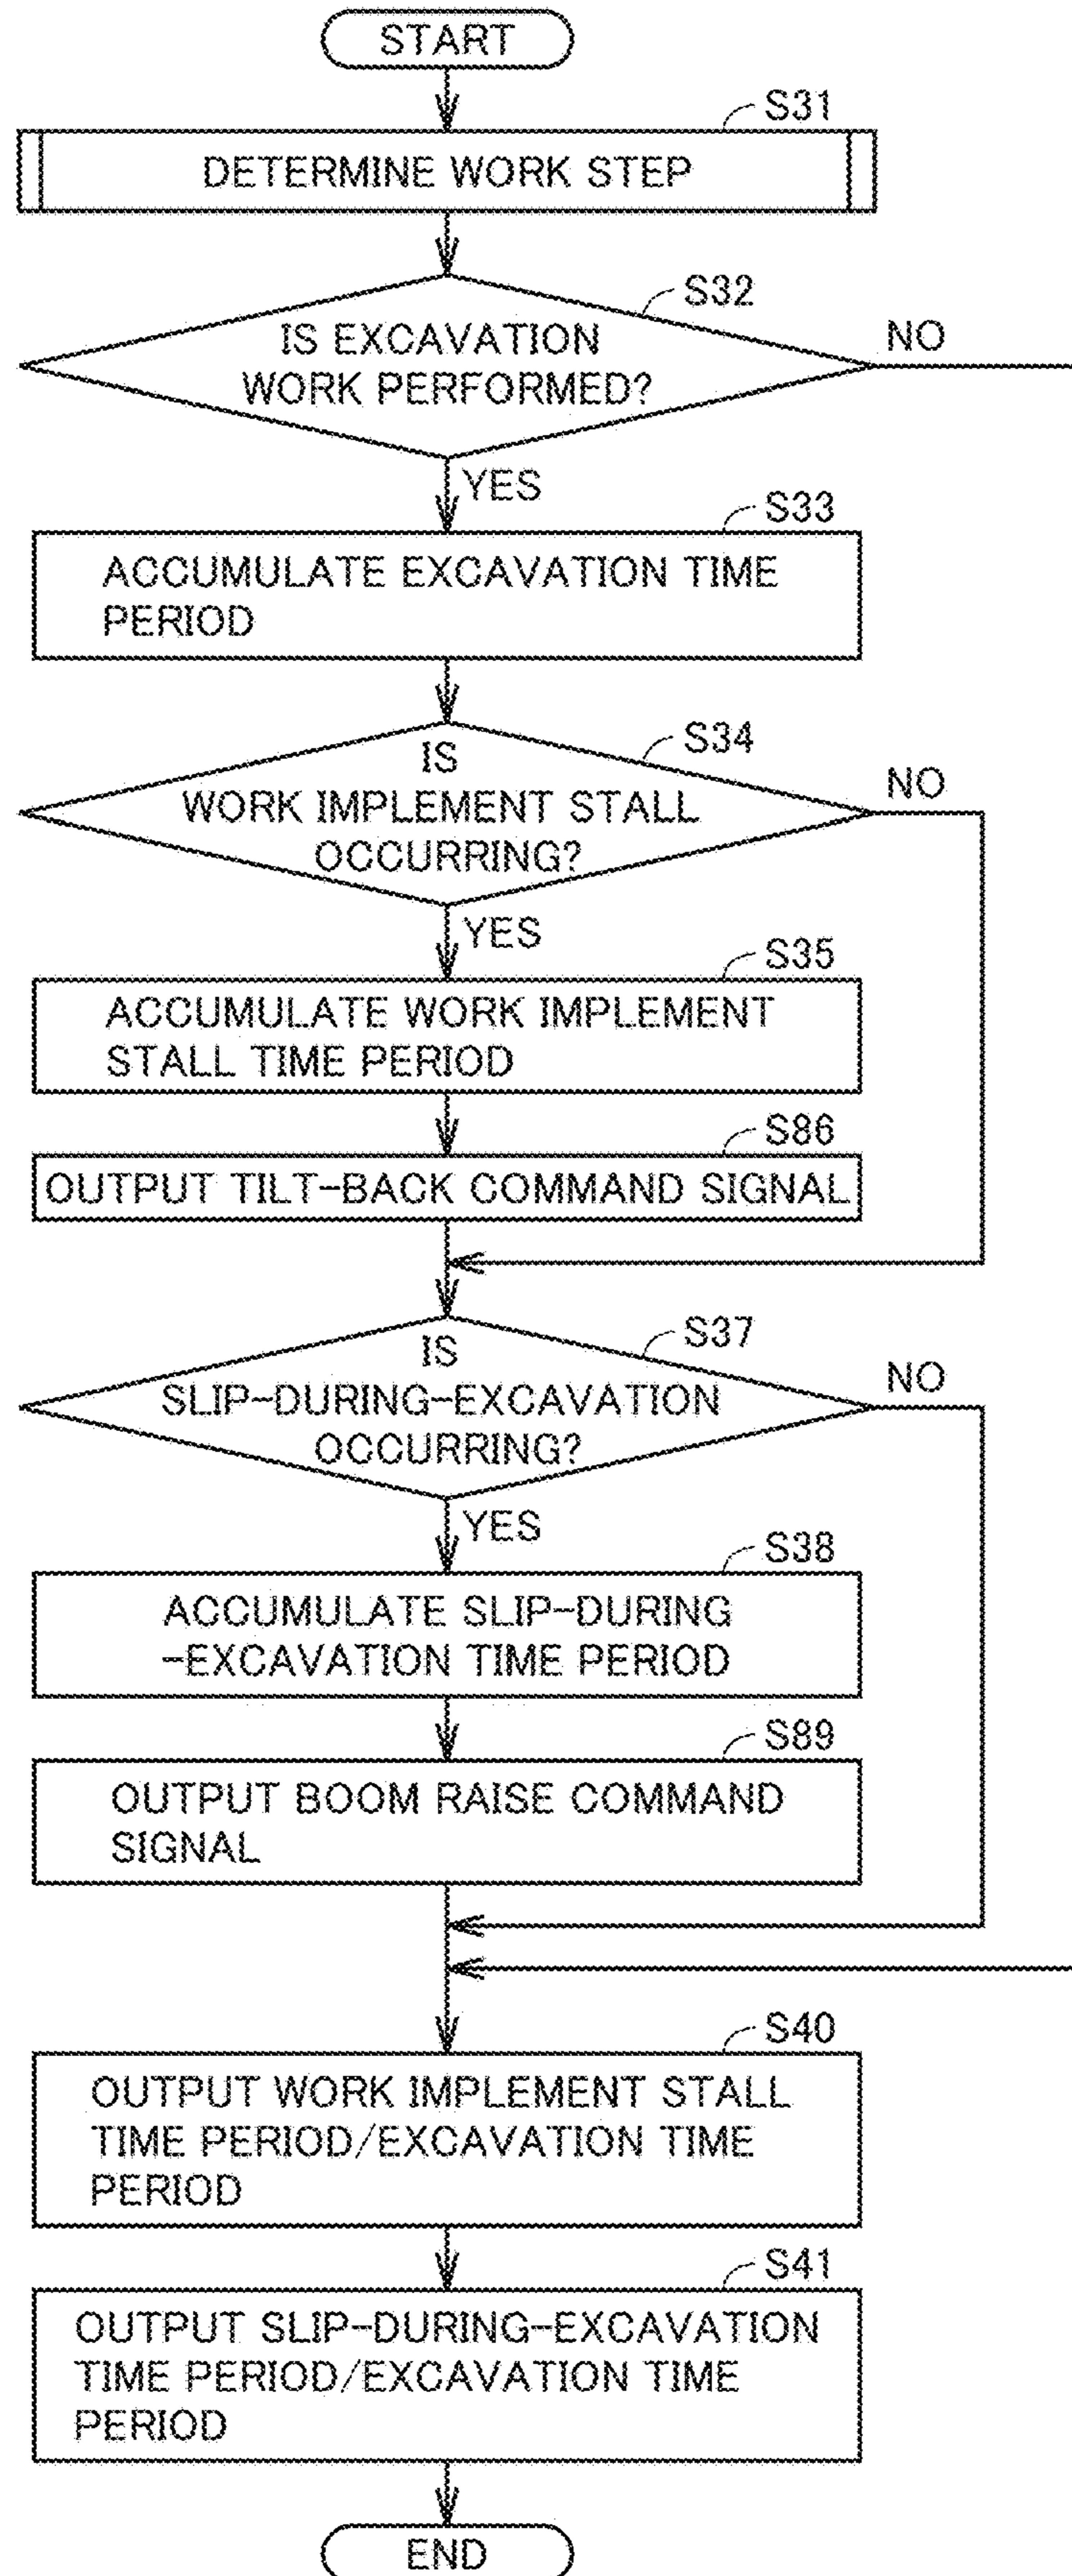 START
S31
DETERMINE WORK STEP
S32
IS EXCAVATION
WORK PERFORMED?
NO
YES
S33
ACCUMULATE EXCAVATION TIME
PERIOD
S34
IS
WORK IMPLEMENT STALL
OCCURRING?
NO
YES
S35
ACCUMULATE WORK IMPLEMENT
STALL TIME PERIOD
S86
OUTPUT TILT-BACK COMMAND SIGNAL
S37
IS
SLIP-DURING-EXCAVATION
OCCURRING?
NO
YES
S38
ACCUMULATE SLIP-DURING
-EXCAVATION TIME PERIOD
S89
OUTPUT BOOM RAISE COMMAND
SIGNAL
S40
OUTPUT WORK IMPLEMENT STALL
TIME PERIOD/EXCAVATION TIME
PERIOD
S41
OUTPUT SLIP-DURING-EXCAVATION
TIME PERIOD/EXCAVATION TIME
PERIOD
END